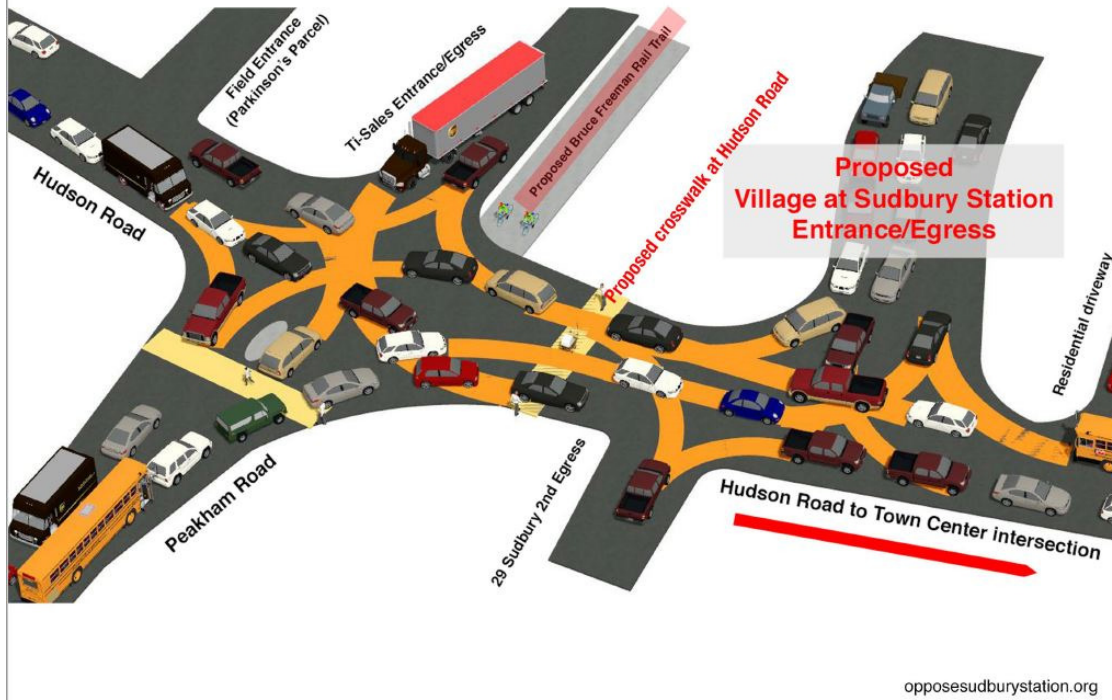 Field Entrance
(Parkinson's Parcel)
Ti-Sales Entrance/Egress
Proposed Bruce Freeman Rail Trail
Proposed crosswalk at Hudson Road
Proposed
Village at Sudbury Station
Entrance/Egress
Hudson Road
Residential driveway
Peakham Road
29 Sudbury 2nd Egress
Hudson Road to Town Center intersection
opposesudburystation.org